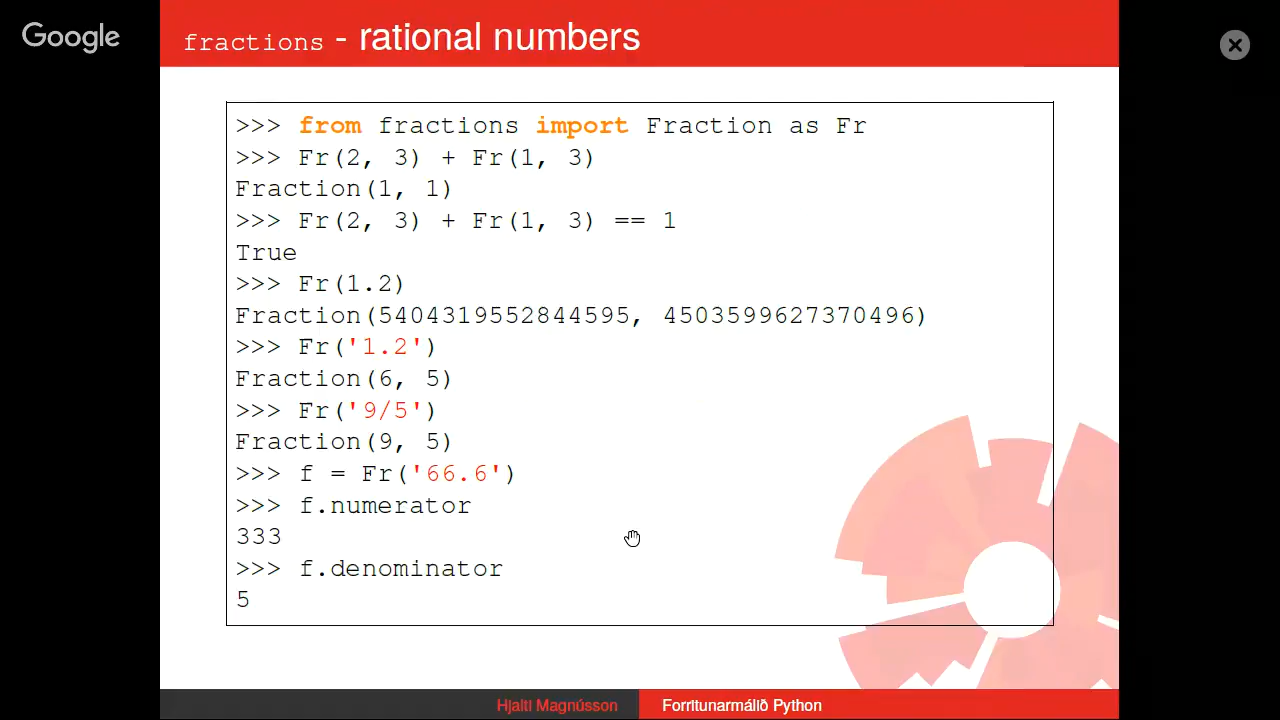 Google
fractions - rational numbers
>>> from fractions import Fraction as Fr
>>> Fr(2, 3) + Fr(1, 3)
Fraction(1, 1)
>>> Fr(2, 3) + Fr(1, 3) == 1
True
>>> Fr(1.2)
Fraction(5404319552844595, 4503599627370496)
>>> Fr('1.2')
Fraction(6, 5)
>>> Fr('9/5')
Fraction(9, 5)
>>> f = Fr('66.6')
>>> f.numerator
333
>>> f.denominator
5
Hjalti Magnússon
Forritunarmálið Python